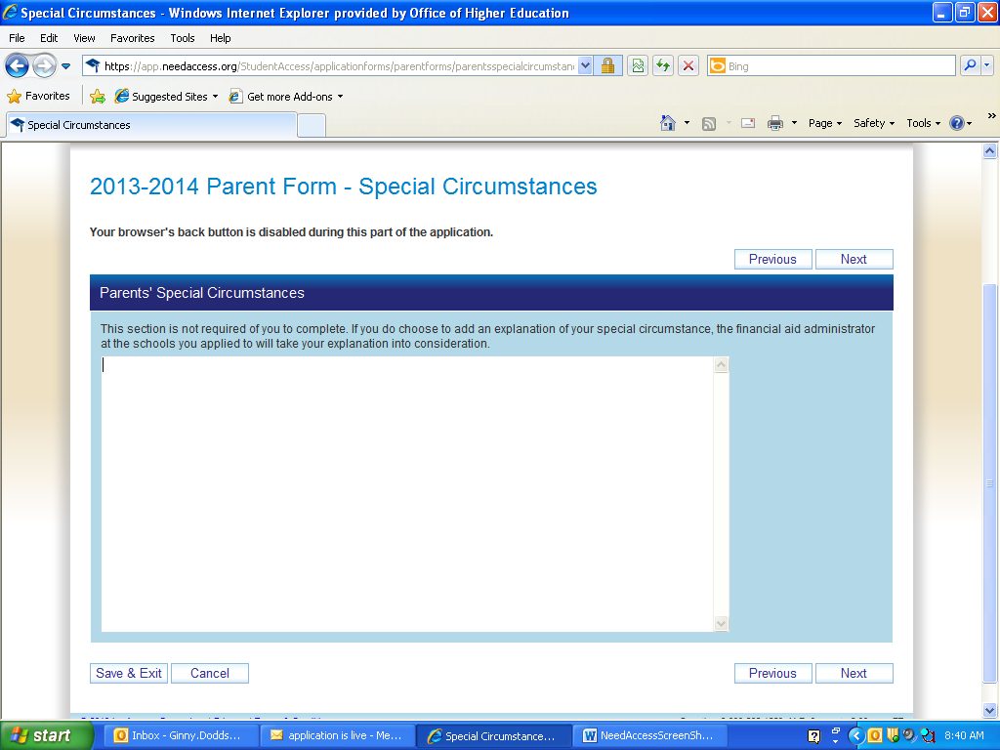 Special Circumstances - Windows Internet Explorer provided by Office of Higher Education
File Edit View Favorites Tools Help
https://app.needaccess.org/StudentAccess/applicationforms/parentforms/parentsspecialcircumstan
Bing
Favorites Suggested Sites Get more Add-ons
Special Circumstances
Page Safety Tools
2013-2014 Parent Form - Special Circumstances
Your browser's back button is disabled during this part of the application.
Previous Next
Parents' Special Circumstances
This section is not required of you to complete. If you do choose to add an explanation of your special circumstance, the financial aid administrator
at the schools you applied to will take your explanation into consideration.
Save & Exit Cancel Previous Next
start Inbox - Ginny.Dodds... application is live - Me... Special Circumstance... NeedAccessScreenSh... 8:40 AM